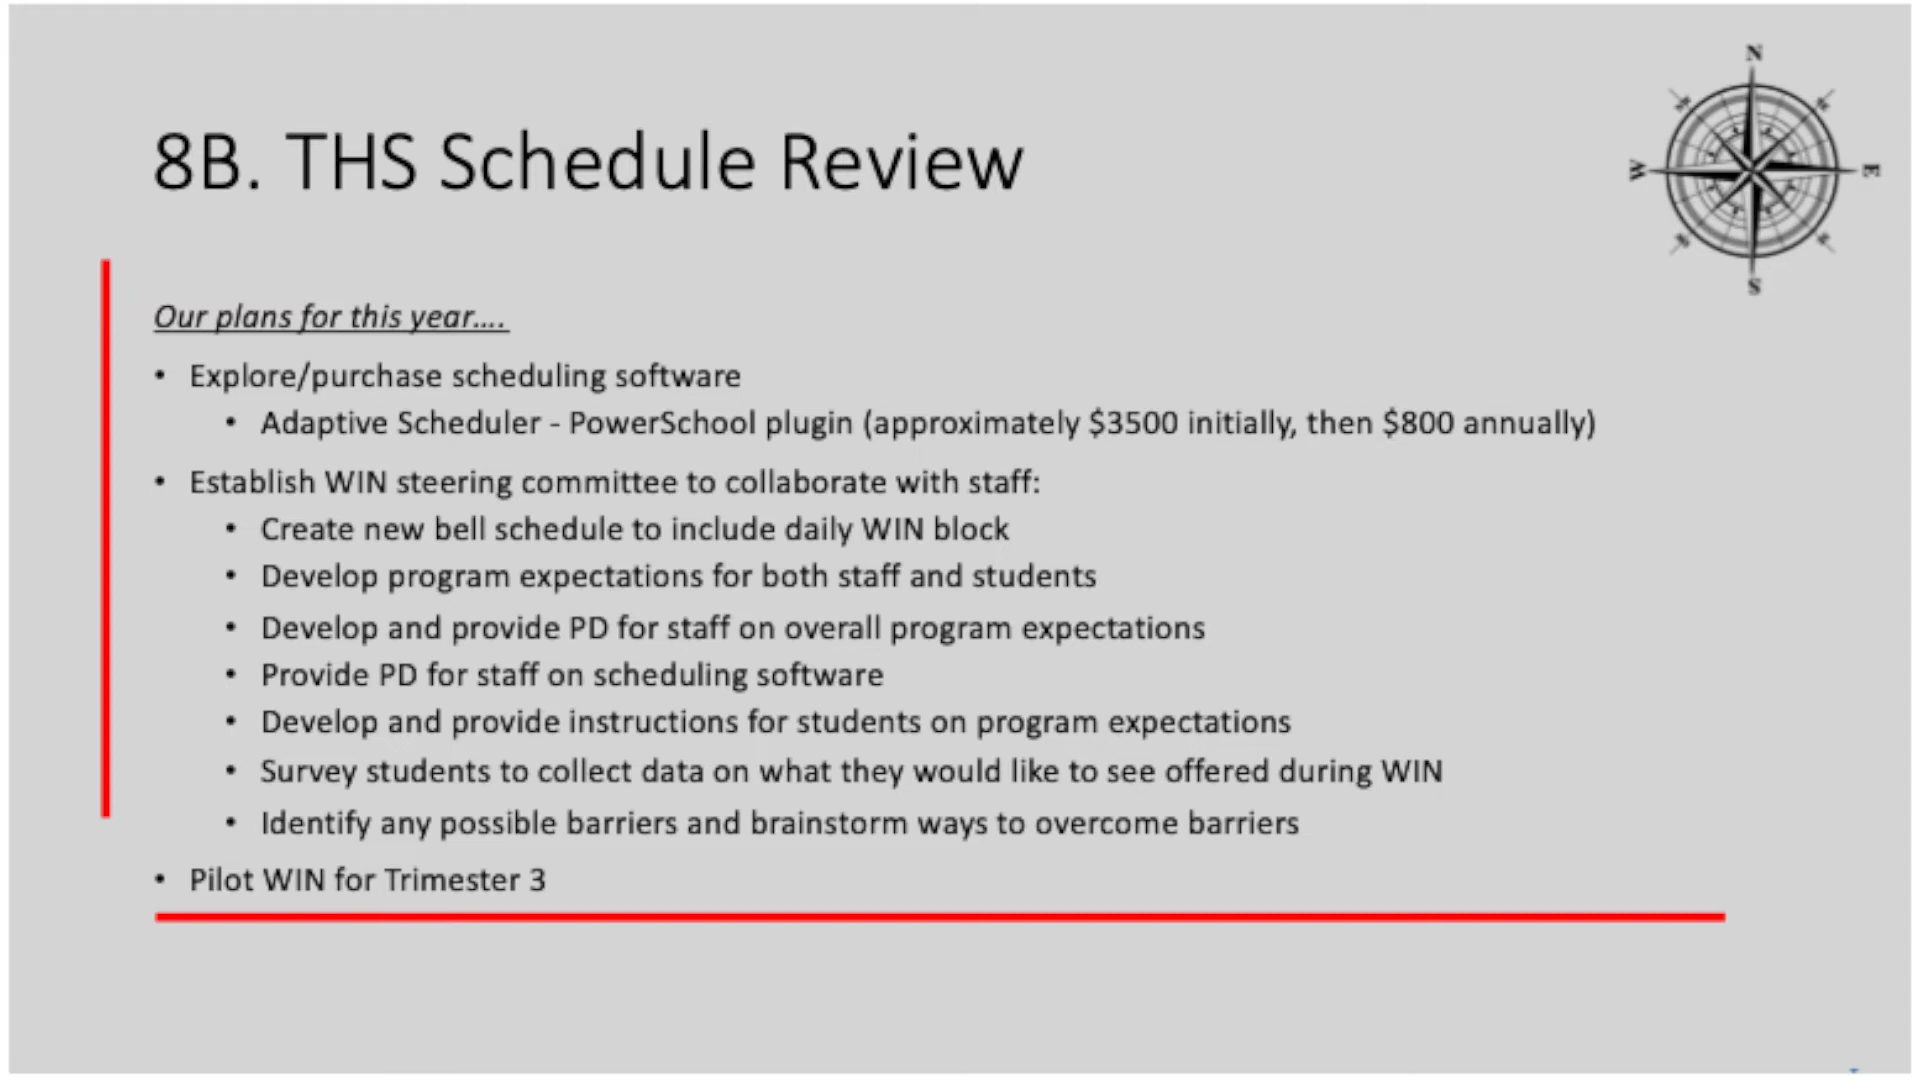 8B. THS Schedule Review
N
W
E
S
Our plans for this year....
• Explore/purchase scheduling software
• Adaptive Scheduler - PowerSchool plugin (approximately $3500 initially, then $800 annually)
• Establish WIN steering committee to collaborate with staff:
• Create new bell schedule to include daily WIN block
• Develop program expectations for both staff and students
• Develop and provide PD for staff on overall program expectations
• Provide PD for staff on scheduling software
• Develop and provide instructions for students on program expectations
• Survey students to collect data on what they would like to see offered during WIN
• Identify any possible barriers and brainstorm ways to overcome barriers
• Pilot WIN for Trimester 3